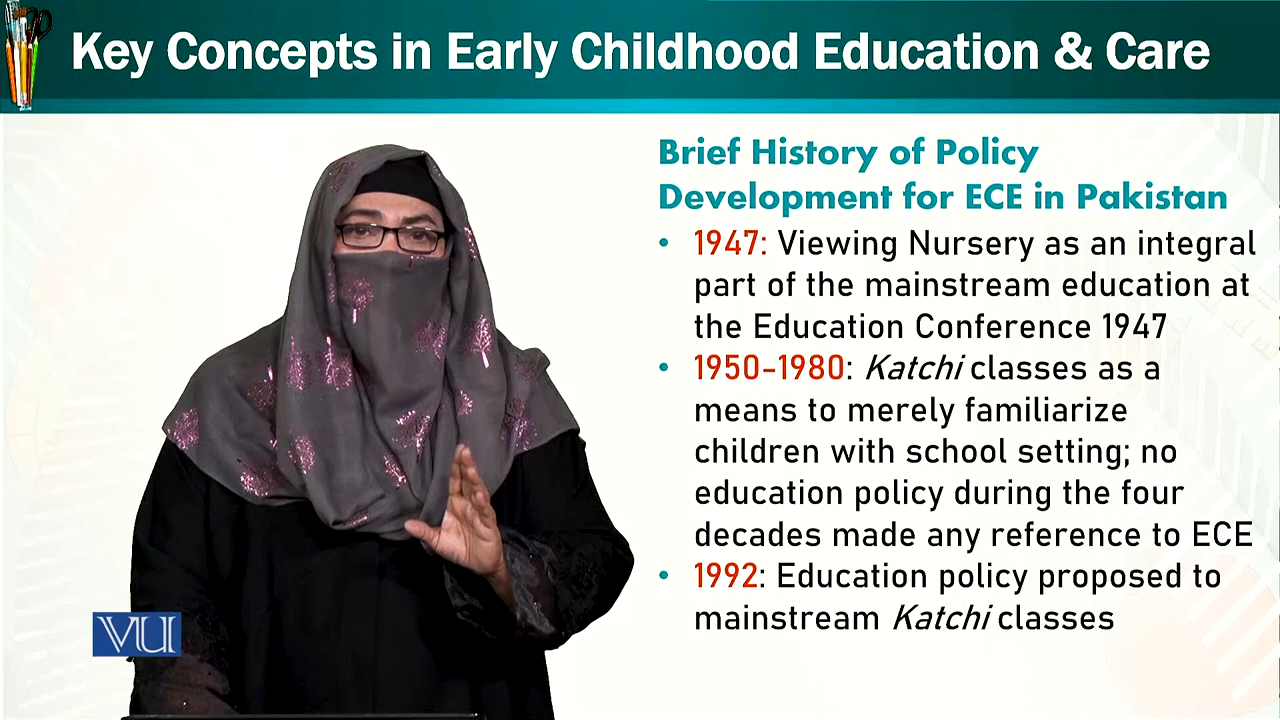 Key Concepts in Early Childhood Education & Care
Brief History of Policy
Development for ECE in Pakistan
• 1947: Viewing Nursery as an integral
part of the mainstream education at
the Education Conference 1947
• 1950-1980: Katchi classes as a
means to merely familiarize
children with school setting; no
education policy during the four
decades made any reference to ECE
• 1992: Education policy proposed to
mainstream Katchi classes
VU